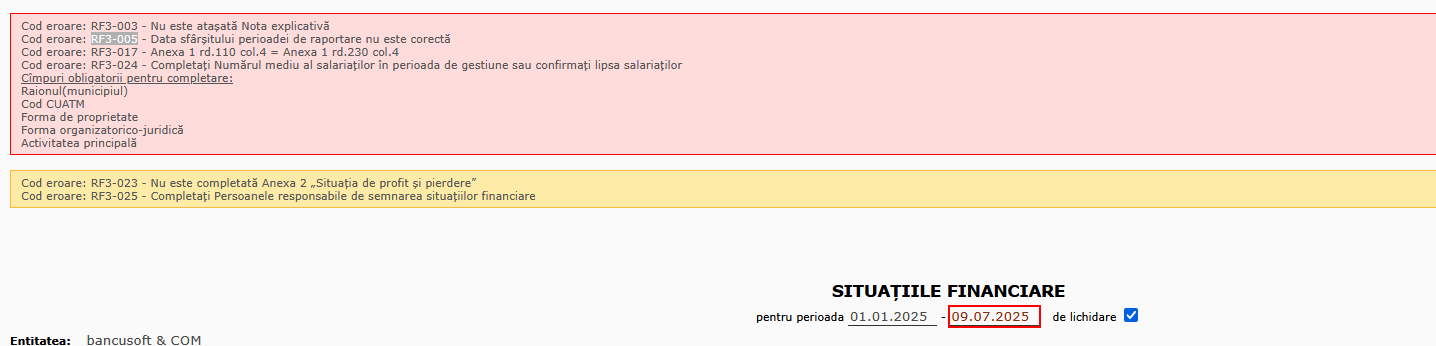 Cod eroare: RF3-003 - Nu este atașată Nota explicativă
Cod eroare: RF3-005 - Data sfârșitului perioadei de raportare nu este corectă
Cod eroare: RF3-017 - Anexa 1 rd.110 col.4 = Anexa 1 rd.230 col.4
Cod eroare: RF3-024 - Completați Numărul mediu al salariaților în perioada de gestiune sau confirmați lipsa salariaților
Cîmpuri obligatorii pentru completare:
Raionul(municipiul)
Cod CUATM
Forma de proprietate
Forma organizatorico-juridică
Activitatea principală
Cod eroare: RF3-023 - Nu este completată Anexa 2 „Situația de profit și pierdere”
Cod eroare: RF3-025 - Completați Persoanele responsabile de semnarea situațiilor financiare
SITUAȚIILE FINANCIARE
pentru perioada 01.01.2025 - 09.07.2025 de lichidare
Entitatea: bancusoft & COM